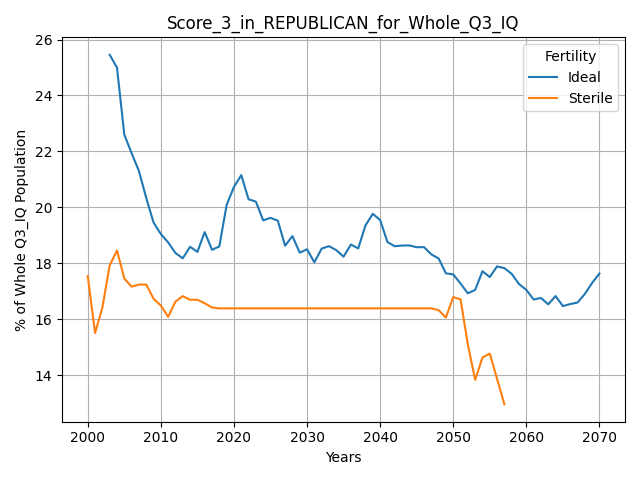 Score_3_in_REPUBLICAN_for_Whole_Q3_IQ
Fertility
Ideal
Sterile
% of Whole Q3_IQ Population
26
24
22
20
18
16
14
2000 2010 2020 2030 2040 2050 2060 2070
Years